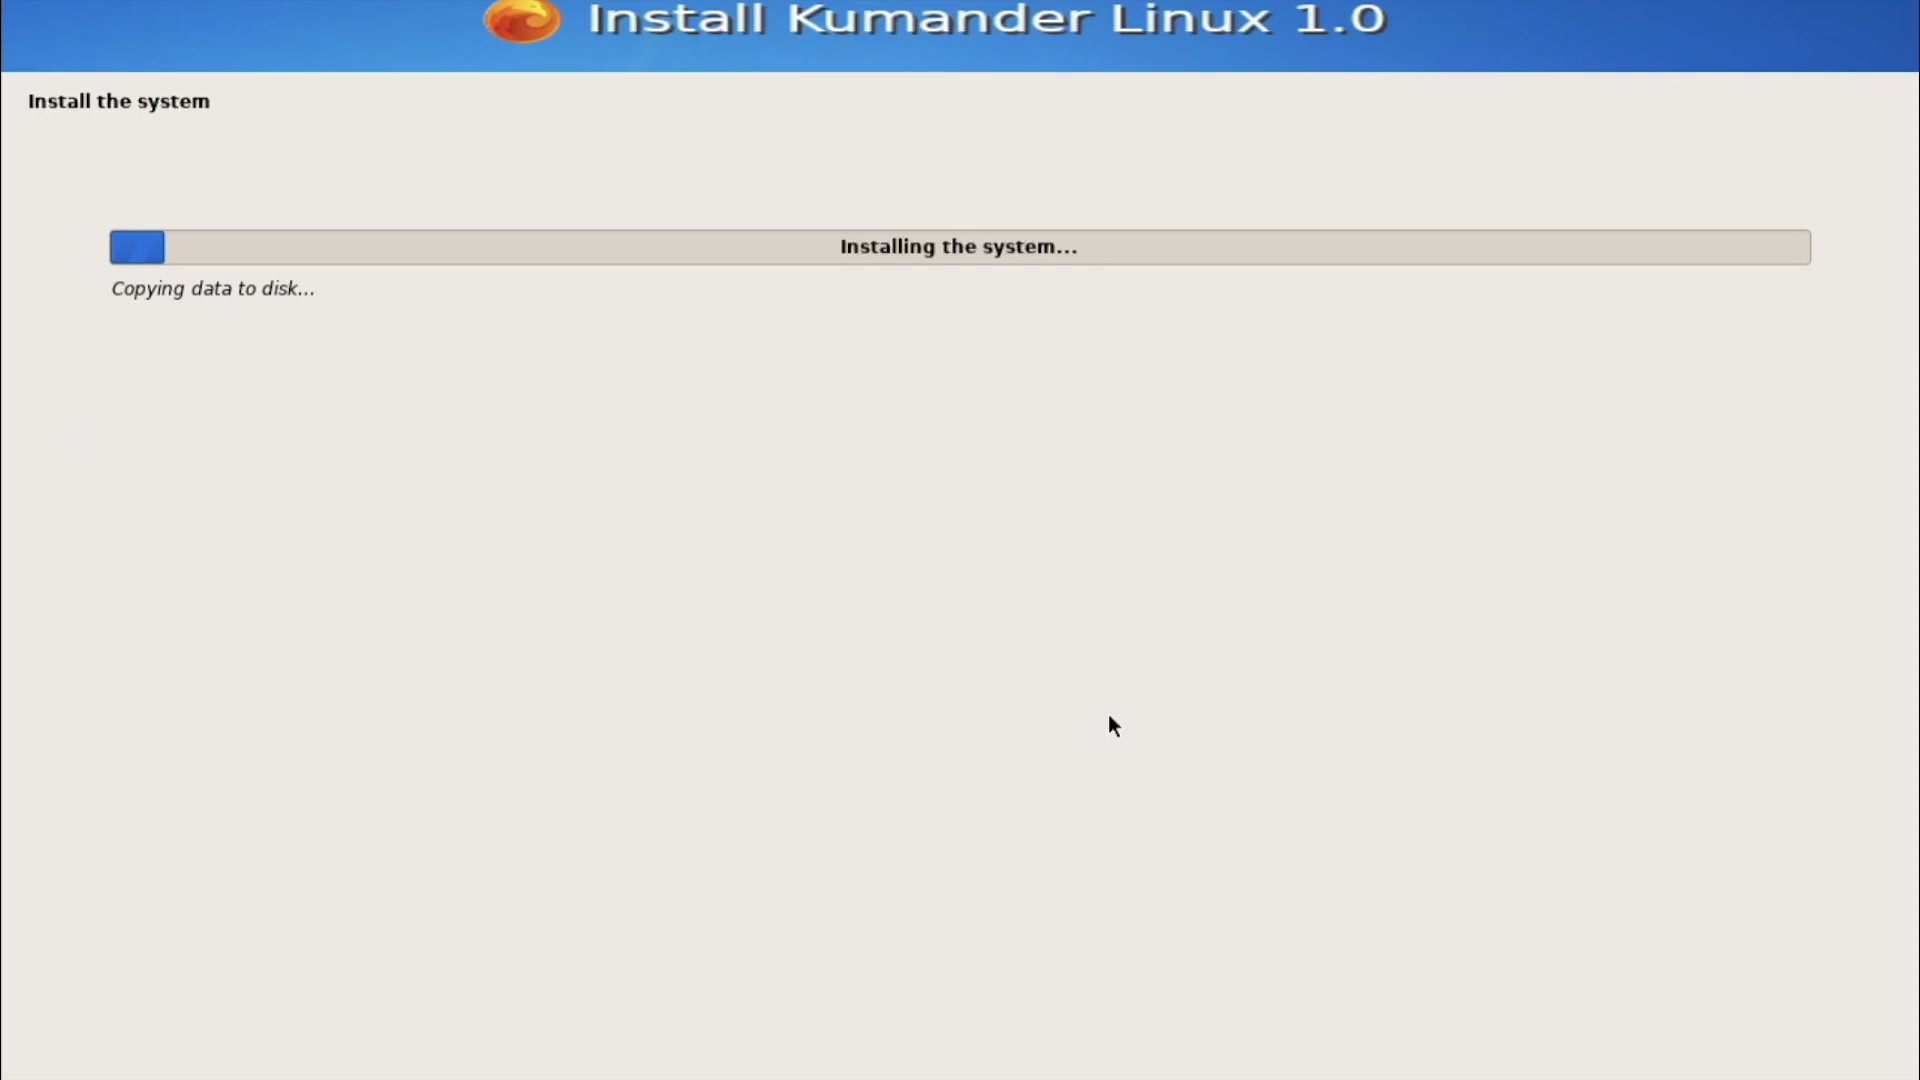 Install Kumander Linux 1.0
Install the system
Installing the system...
Copying data to disk...